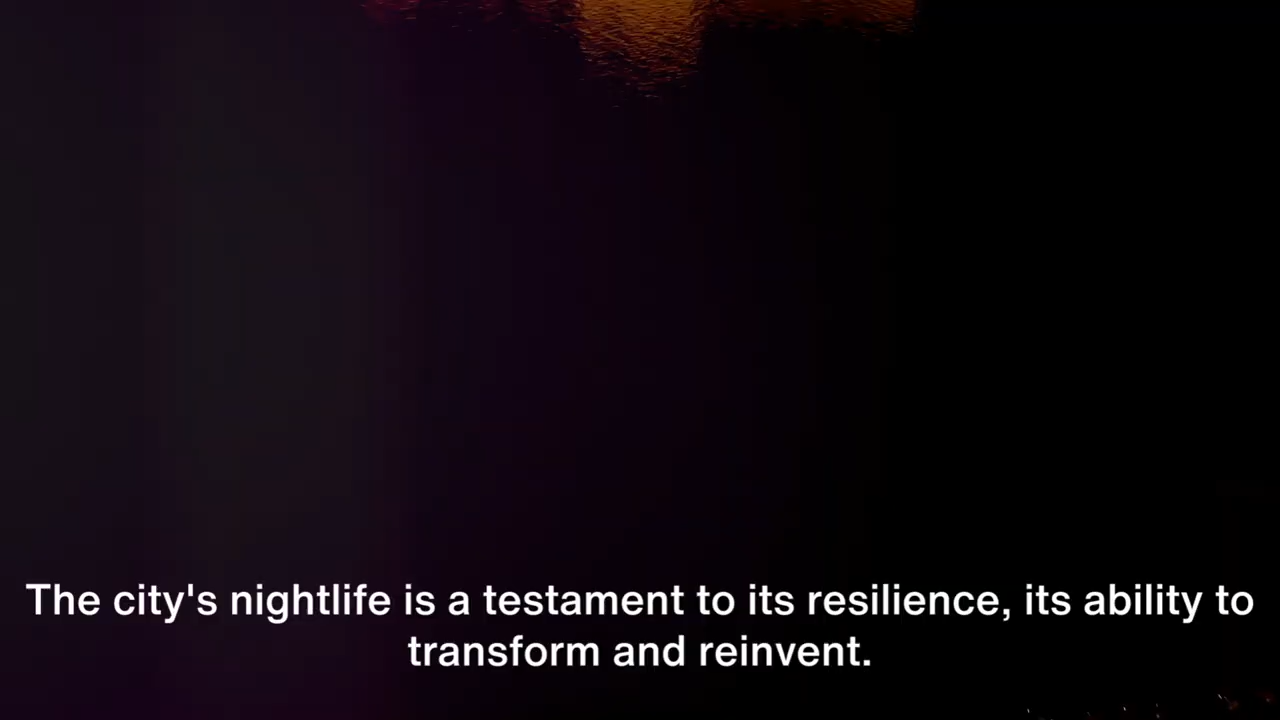 The city's nightlife is a testament to its resilience, its ability to
transform and reinvent.